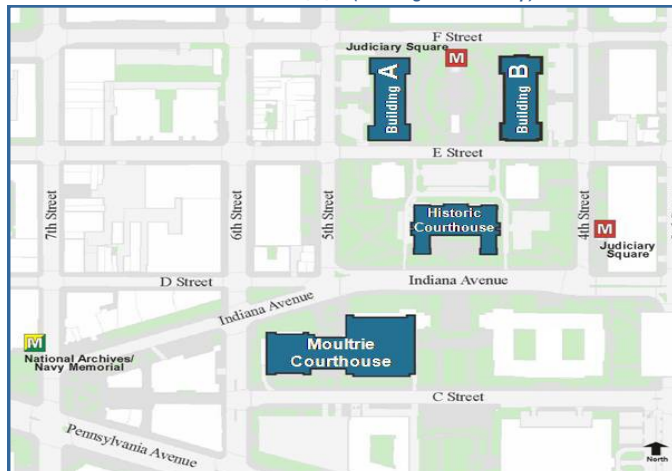 F Street
Judiciary Square
M
Building A
Building B
E Street
7th Street
6th Street
5th Street
4th Street
Historic
Courthouse
M
Judiciary
Square
D Street
Indiana Avenue
Indiana Avenue
M
National Archives/
Navy Memorial
Moultrie
Courthouse
C Street
Pennsylvania Avenue
North